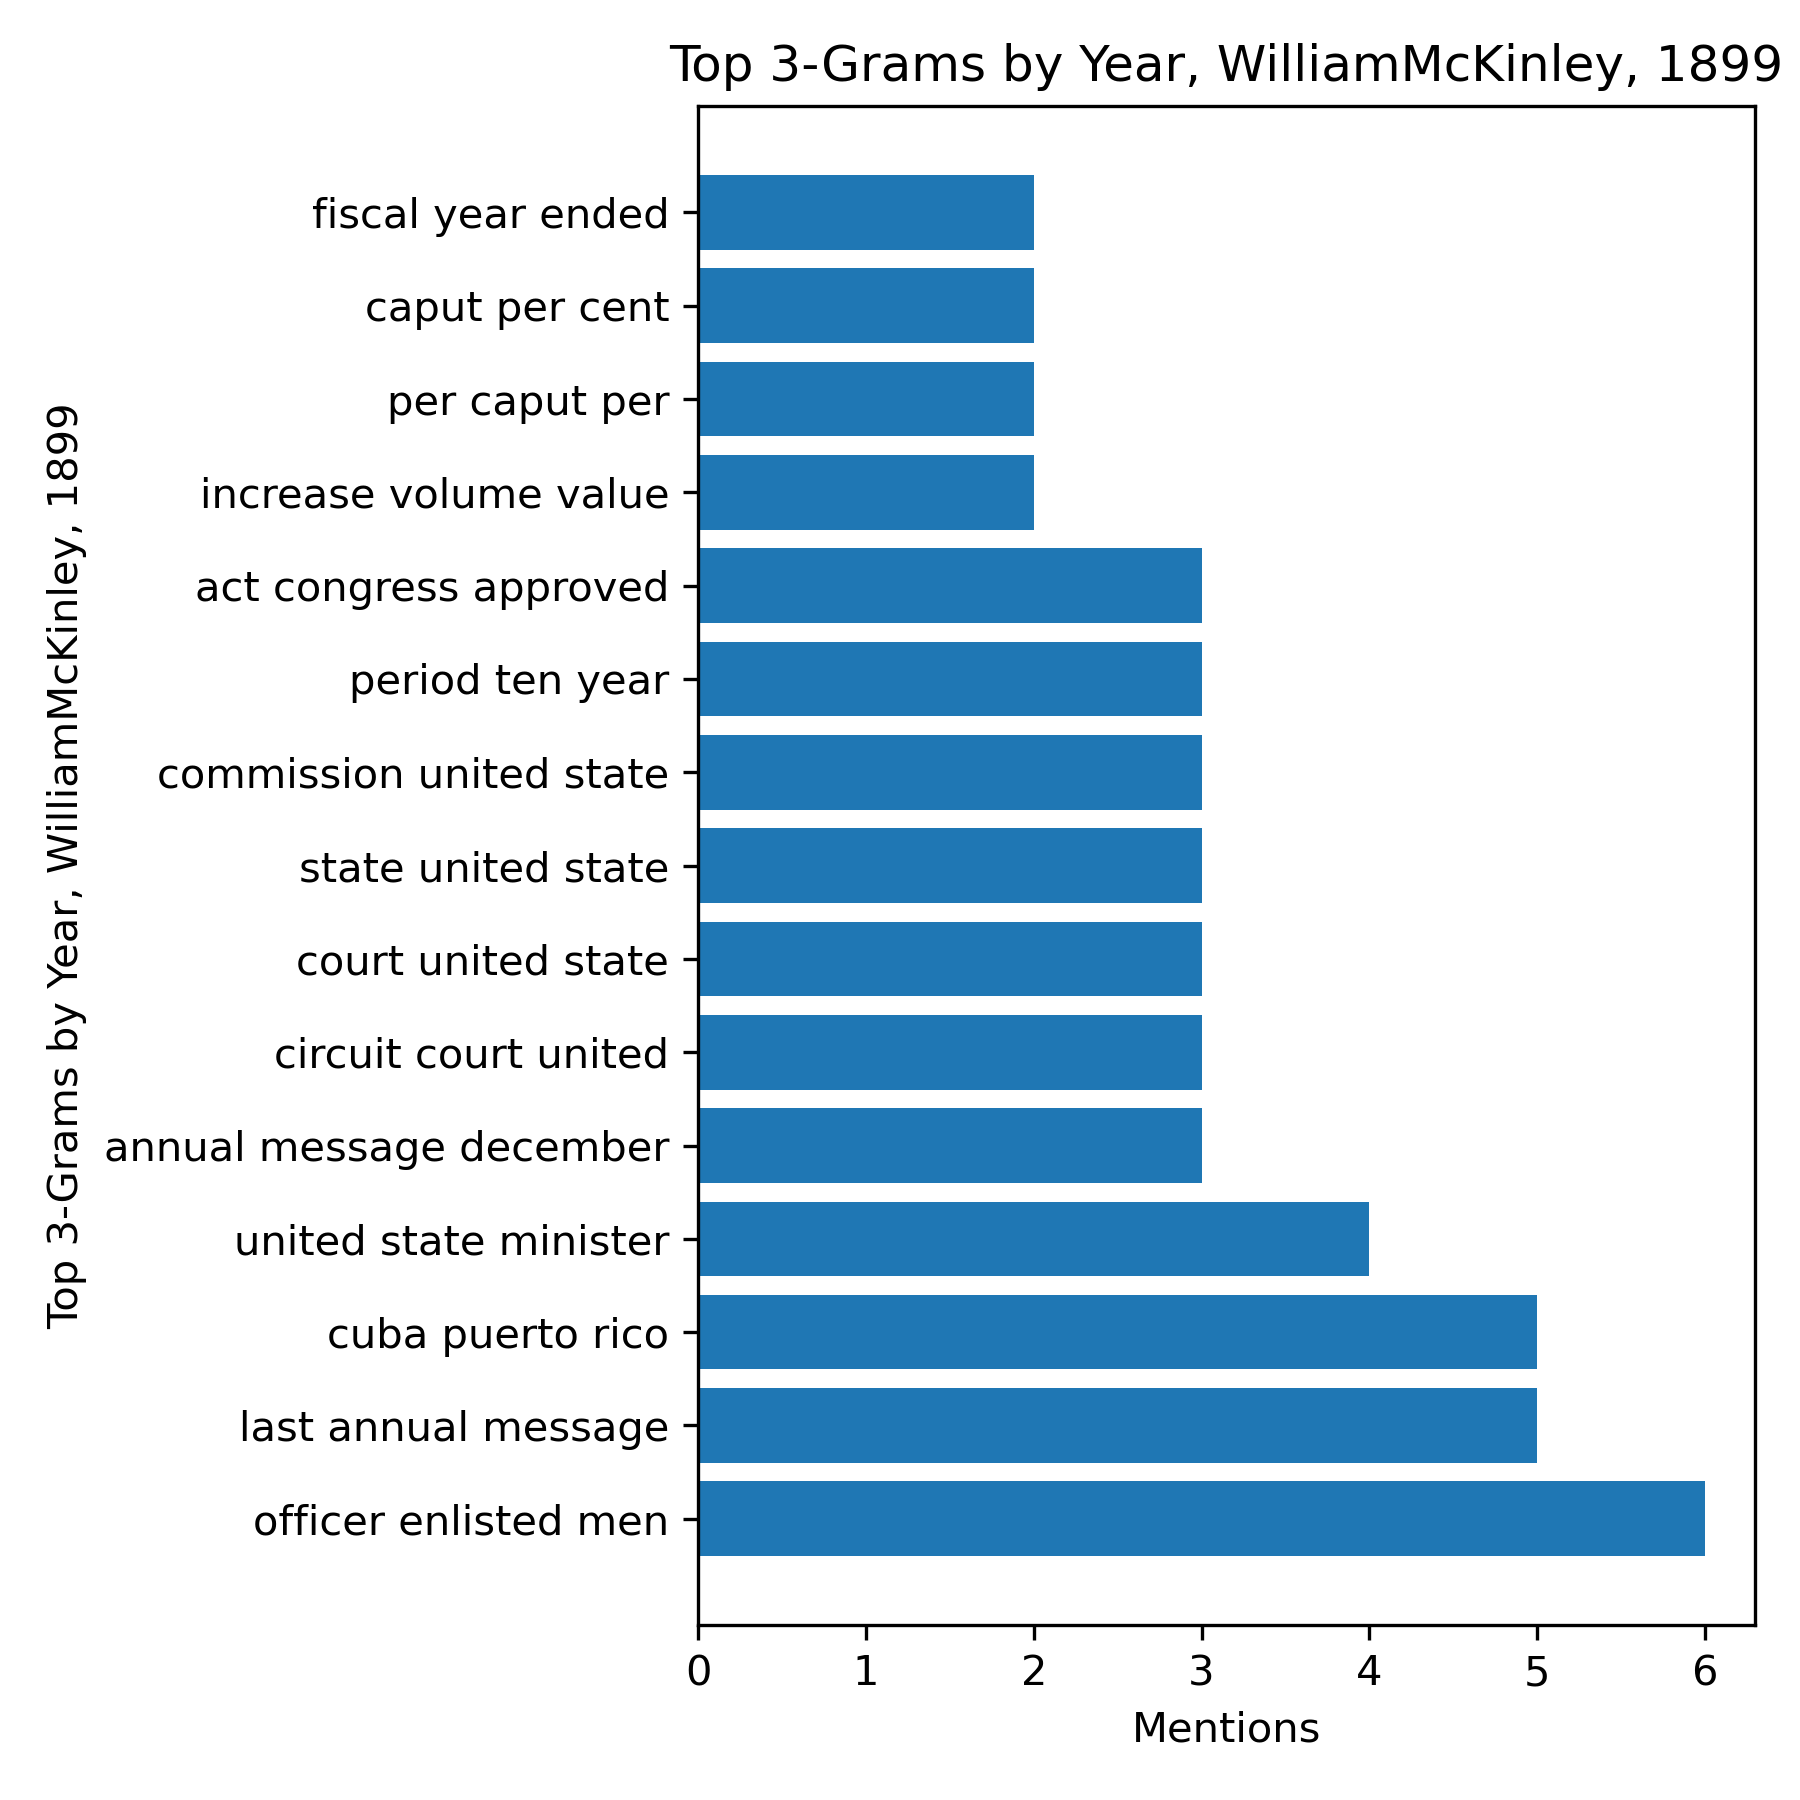 Top 3-Grams by Year, WilliamMcKinley, 1899
Top 3-Grams by Year, WilliamMcKinley, 1899
fiscal year ended
caput per cent
per caput per
increase volume value
act congress approved
period ten year
commission united state
state united state
court united state
circuit court united
annual message december
united state minister
cuba puerto rico
last annual message
officer enlisted men
0 1 2 3 4 5 6
Mentions